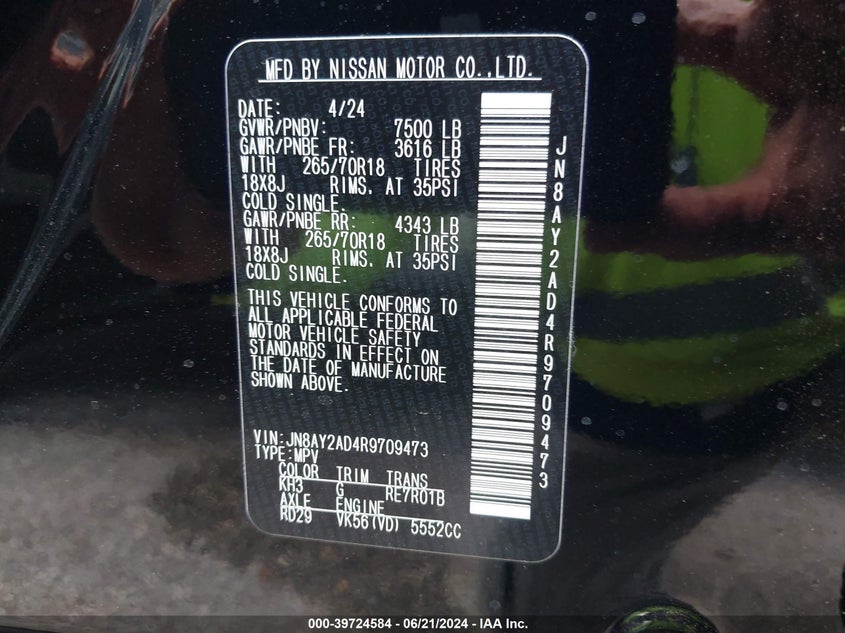 MFD BY NISSAN MOTOR CO.,LTD.
DATE: 4/24
GVWR/PNBV: 7500 LB
GAWR/PNBE FR: 3616 LB
WITH 265/70R18 TIRES
18X8J RIMS. AT 35PSI
COLD SINGLE.
GAWR/PNBE RR: 4343 LB
WITH 265/70R18 TIRES
18X8J RIMS. AT 35PSI
COLD SINGLE.
THIS VEHICLE CONFORMS TO
ALL APPLICABLE FEDERAL
MOTOR VEHICLE SAFETY
STANDARDS IN EFFECT ON
THE DATE OF MANUFACTURE
SHOWN ABOVE.
VIN:JN8AY2AD4R9709473
TYPE:MPV
COLOR TRIM TRANS
KH3 G RE7R01B
AXLE ENGINE
RD29 VK56(VD) 5552CC
JN8AY2AD4R9709473
000-39724584 - 06/21/2024 - IAA Inc.